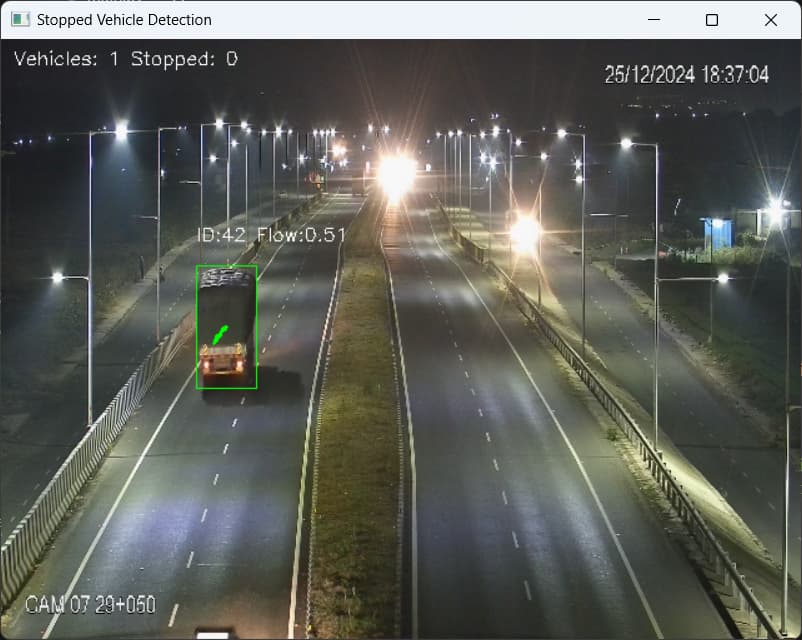 Stopped Vehicle Detection
Vehicles: 1 Stopped: 0
25/12/2024 18:37:04
ID:42 Flow:0.51
CAM 07 29+050